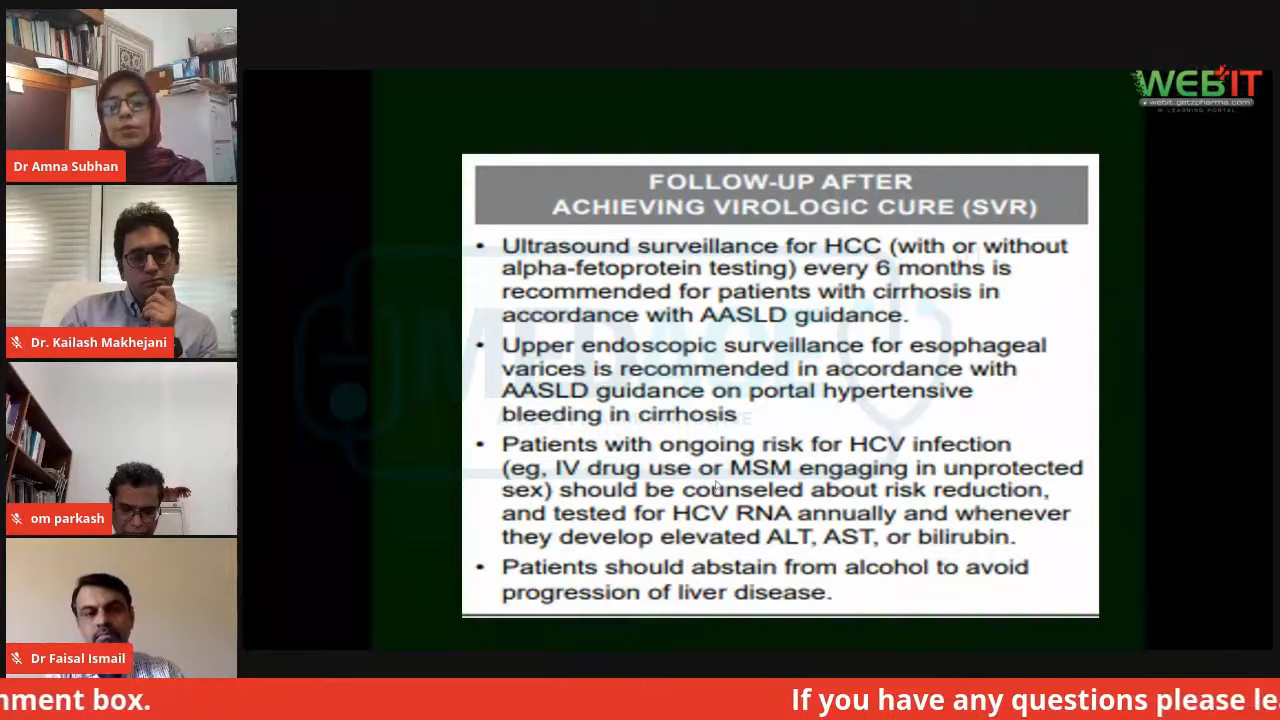 Dr Amna Subhan
Dr. Kailash Makhejani
om parkash
Dr Faisal Ismail
WEBIT
webit.getzpharma.com
E-LEARNING PORTAL
FOLLOW-UP AFTER
ACHIEVING VIROLOGIC CURE (SVR)
• Ultrasound surveillance for HCC (with or without
alpha-fetoprotein testing) every 6 months is
recommended for patients with cirrhosis in
accordance with AASLD guidance.
• Upper endoscopic surveillance for esophageal
varices is recommended in accordance with
AASLD guidance on portal hypertensive
bleeding in cirrhosis
• Patients with ongoing risk for HCV infection
(eg, IV drug use or MSM engaging in unprotected
sex) should be counseled about risk reduction,
and tested for HCV RNA annually and whenever
they develop elevated ALT, AST, or bilirubin.
• Patients should abstain from alcohol to avoid
progression of liver disease.
nment box. If you have any questions please le